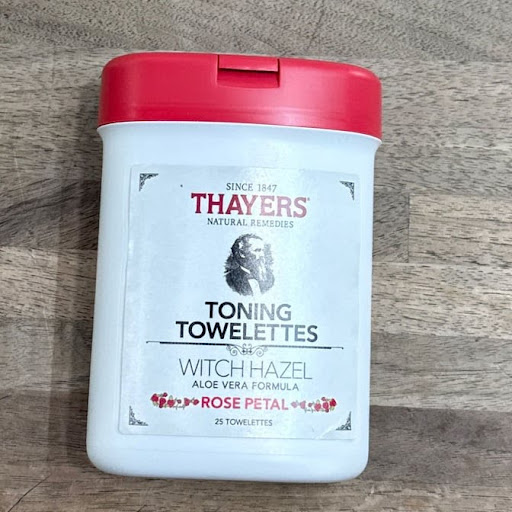 SINCE 1847
THAYERS®
NATURAL REMEDIES
TONING
TOWELETTES
WITCH HAZEL
ALOE VERA FORMULA
ROSE PETAL
25 TOWELETTES